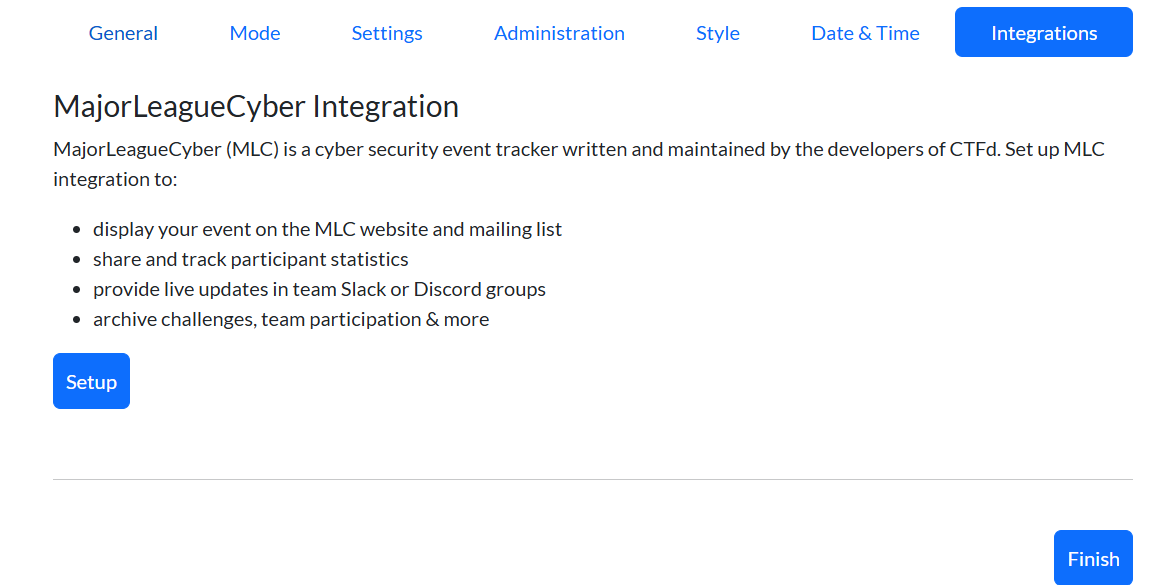 General Mode Settings Administration Style Date & Time Integrations
MajorLeagueCyber Integration
MajorLeagueCyber (MLC) is a cyber security event tracker written and maintained by the developers of CTFd. Set up MLC
integration to:
display your event on the MLC website and mailing list
share and track participant statistics
provide live updates in team Slack or Discord groups
archive challenges, team participation & more
Setup
Finish